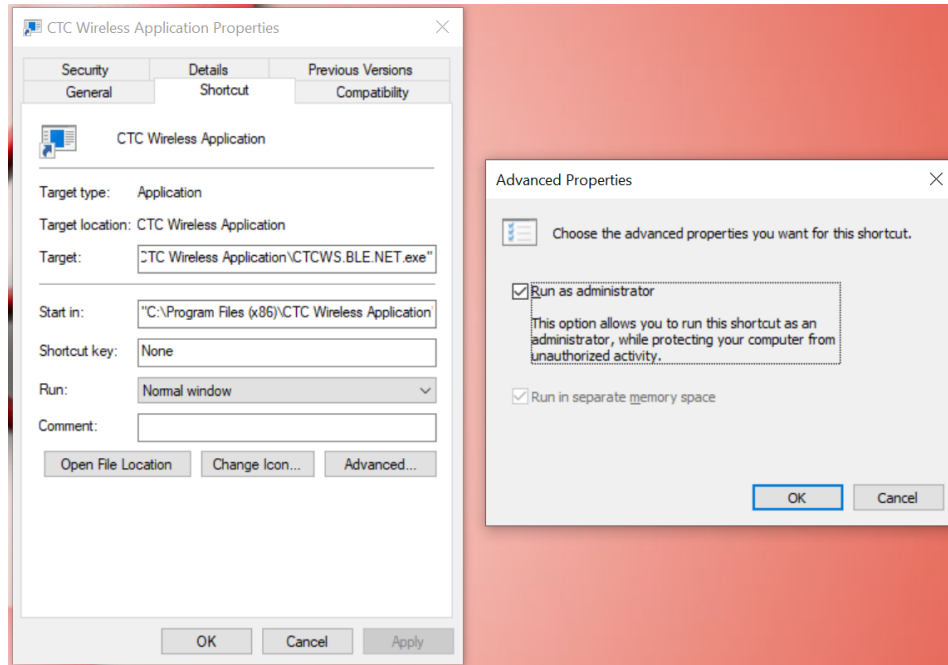 CTC Wireless Application Properties
Security Details Previous Versions
General Shortcut Compatibility
CTC Wireless Application
Target type: Application
Target location: CTC Wireless Application
Target: CTC Wireless Application\CTCWS.BLE.NET.exe"
Start in: "C:\Program Files (x86)\CTC Wireless Application\
Shortcut key: None
Run: Normal window
Comment:
Open File Location Change Icon... Advanced...
OK Cancel Apply
Advanced Properties
Choose the advanced properties you want for this shortcut.
Run as administrator
This option allows you to run this shortcut as an
administrator, while protecting your computer from
unauthorized activity.
Run in separate memory space
OK Cancel